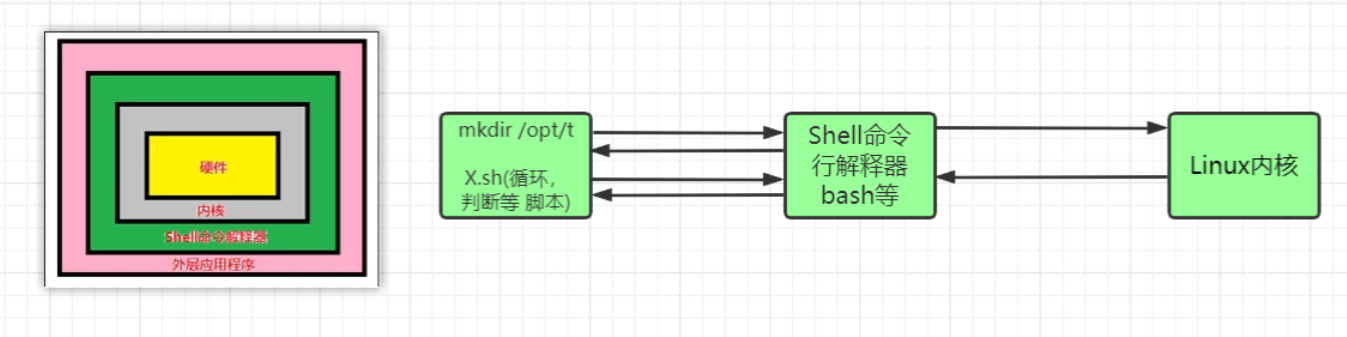 硬件
内核
Shell命令解释器
外层应用程序
mkdir /opt/t
X.sh(循环，
判断等 脚本)
Shell命令
行解释器
bash等
Linux内核